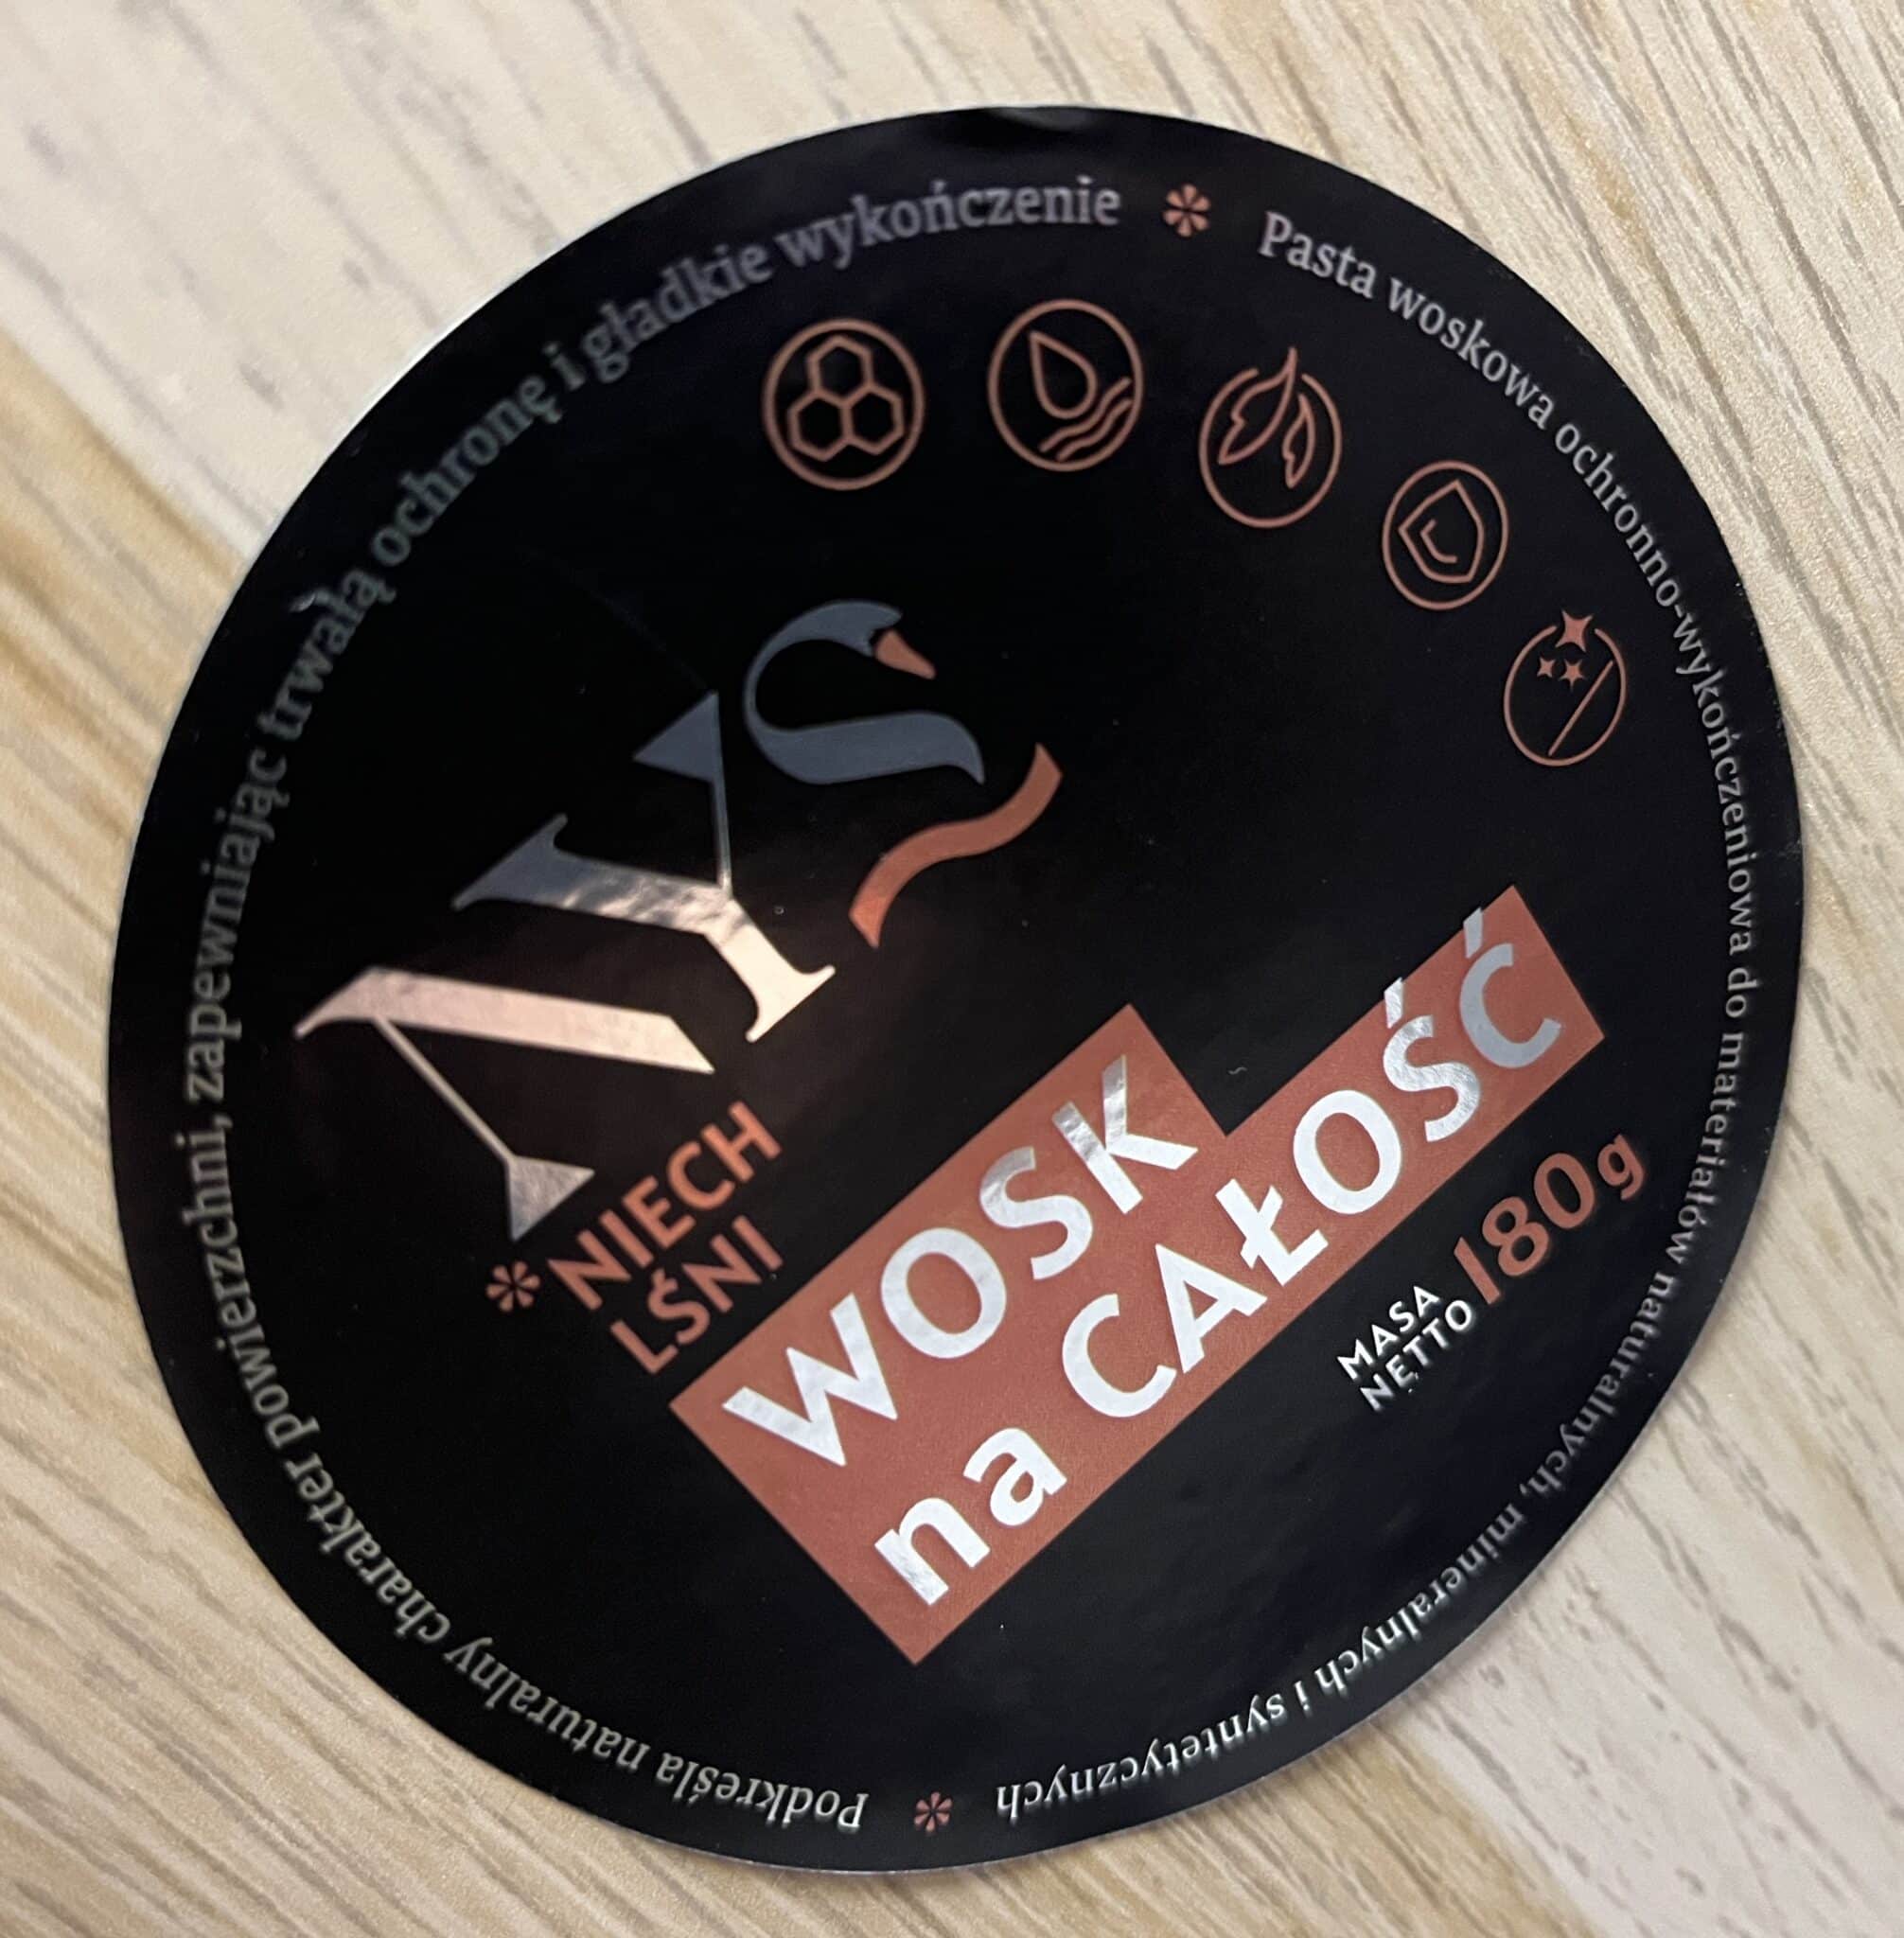 AYS
*NIECH
LŚNI
WOSK
na CAŁOŚĆ
MASA
NETTO 180g
Pasta woskowa ochronno-wykończeniowa do materiałów naturalnych, mineralnych i syntetycznych
Podkreśla naturalny charakter powierzchni, zapewniając trwałą ochronę i gładkie wykończenie